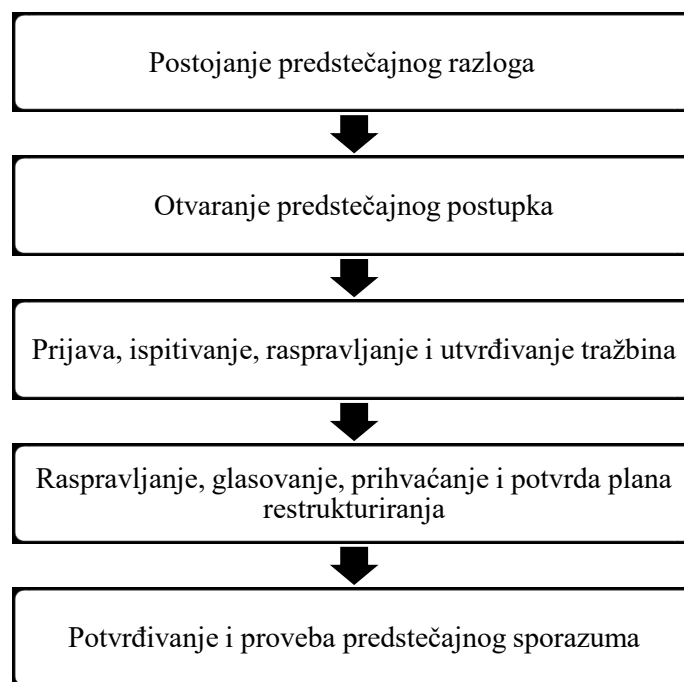 Postojanje predstečajnog razloga
Otvaranje predstečajnog postupka
Prijava, ispitivanje, raspravljanje i utvrđivanje tražbina
Raspravljanje, glasovanje, prihvaćanje i potvrda plana
restrukturiranja
Potvrđivanje i proveba predstečajnog sporazuma